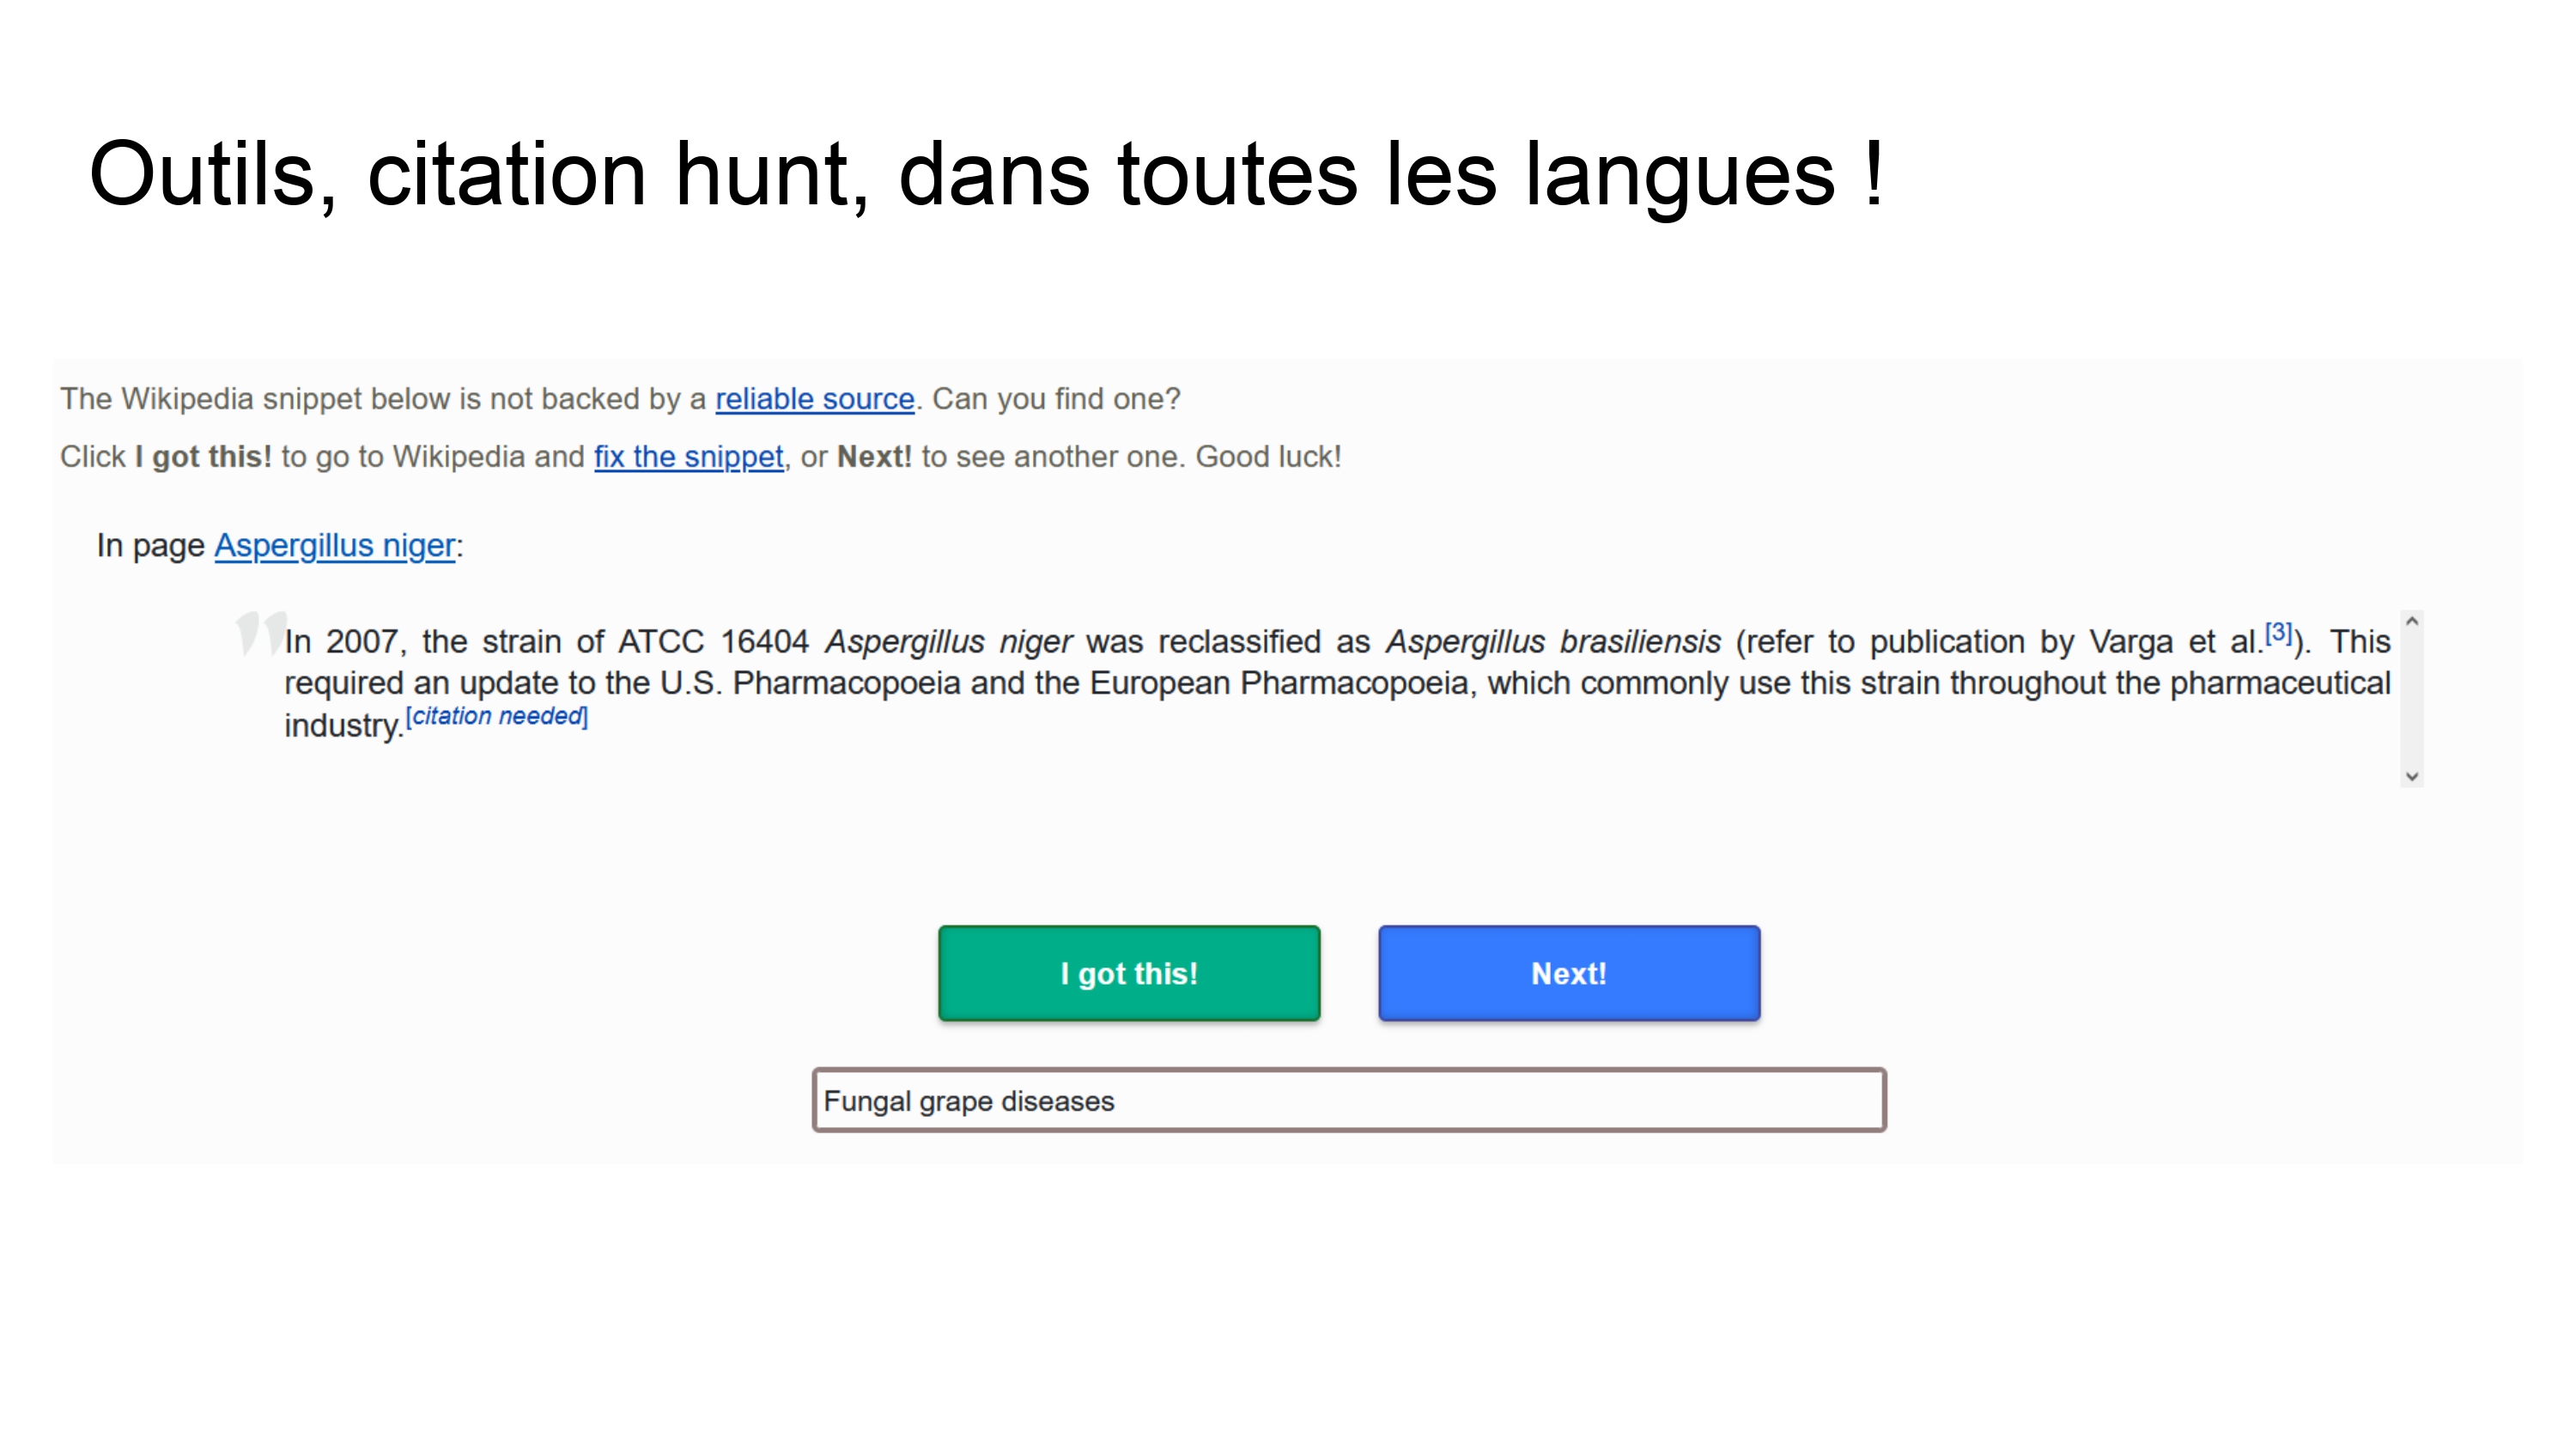 Outils, citation hunt, dans toutes les langues !
The Wikipedia snippet below is not backed by a reliable source. Can you find one?
Click I got this! to go to Wikipedia and fix the snippet, or Next! to see another one. Good luck!
In page Aspergillus niger:
In 2007, the strain of ATCC 16404 Aspergillus niger was reclassified as Aspergillus brasiliensis (refer to publication by Varga et al.[3]). This
required an update to the U.S. Pharmacopoeia and the European Pharmacopoeia, which commonly use this strain throughout the pharmaceutical
industry.[citation needed]
I got this!
Next!
Fungal grape diseases